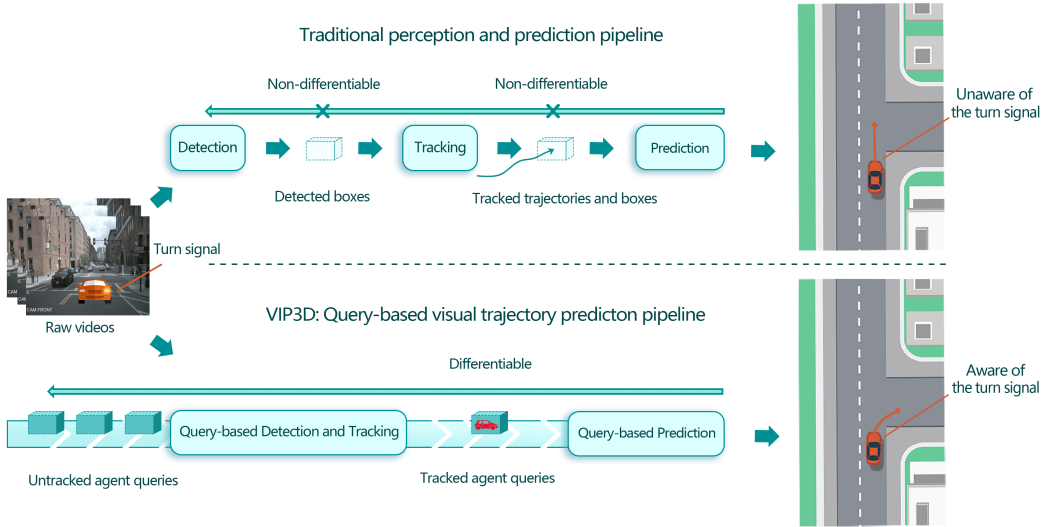 Traditional perception and prediction pipeline
Non-differentiable
Non-differentiable
Detection
Tracking
Prediction
Detected boxes
Tracked trajectories and boxes
Unaware of
the turn signal
Turn signal
CAM FRONT
Raw videos
VIP3D: Query-based visual trajectory predicton pipeline
Differentiable
Query-based Detection and Tracking
Query-based Prediction
Untracked agent queries
Tracked agent queries
Aware of
the turn signal